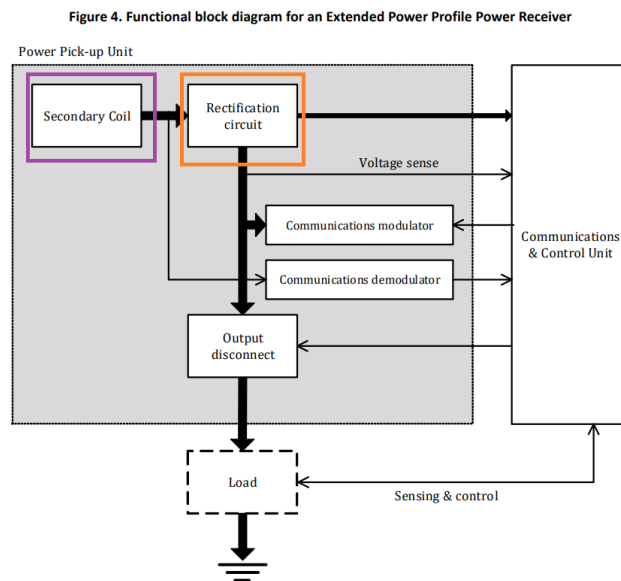 Figure 4. Functional block diagram for an Extended Power Profile Power Receiver
Power Pick-up Unit
Secondary Coil
Rectification
circuit
Voltage sense
Communications modulator
Communications
& Control Unit
Communications demodulator
Output
disconnect
Load
Sensing & control